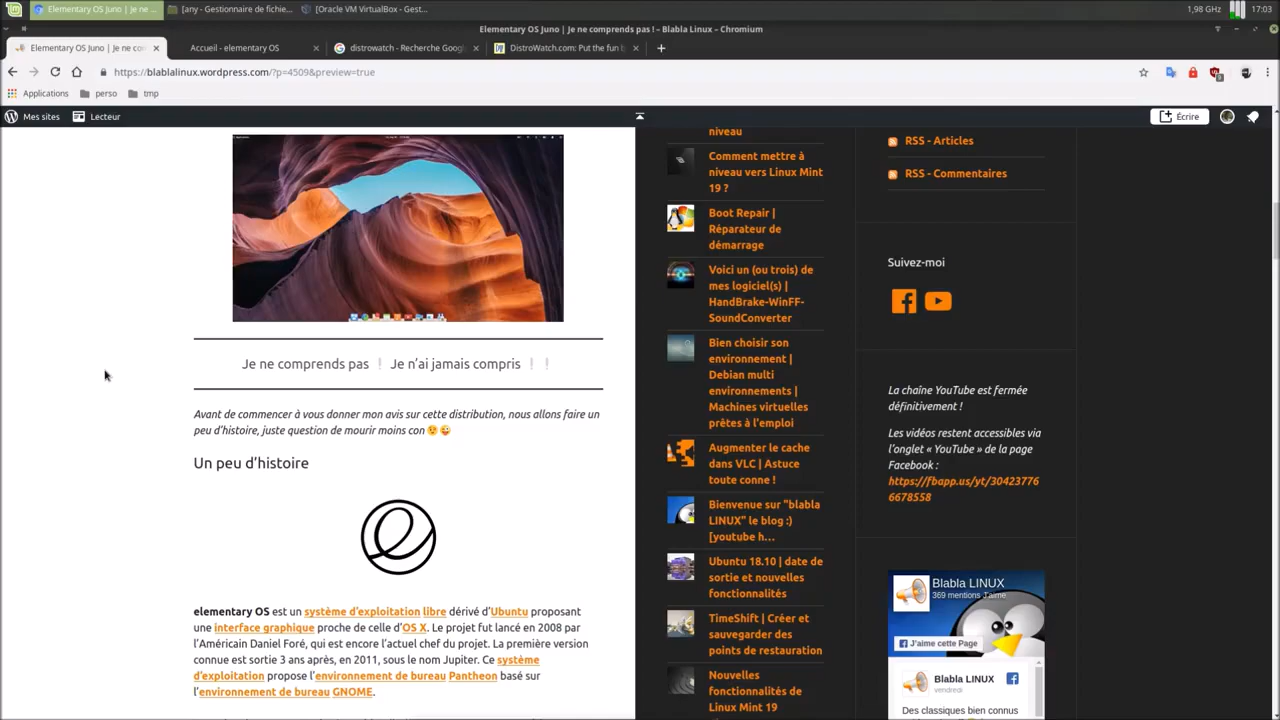 Elementary OS Juno | Je ne...
[any - Gestionnaire de fichie...
[Oracle VM VirtualBox - Gest...
1,98 GHz
17:03
Elementary OS Juno | Je ne comprends pas ! – Blabla Linux – Chromium
Elementary OS Juno | Je ne com
Accueil - elementary OS
distrowatch - Recherche Googl
DistroWatch.com: Put the fun b
https://blablalinux.wordpress.com/?p=4509&preview=true
Applications
perso
tmp
Mes sites
Lecteur
Écrire
Je ne comprends pas ❕ Je n'ai jamais compris ❕ ❕
Avant de commencer à vous donner mon avis sur cette distribution, nous allons faire un
peu d'histoire, juste question de mourir moins con😉😜
Un peu d'histoire
elementary OS est un système d'exploitation libre dérivé d'Ubuntu proposant
une interface graphique proche de celle d'OS X. Le projet fut lancé en 2008 par
l'Américain Daniel Foré, qui est encore l'actuel chef du projet. La première version
connue est sortie 3 ans après, en 2011, sous le nom Jupiter. Ce système
d'exploitation propose l'environnement de bureau Pantheon basé sur
l'environnement de bureau GNOME.
niveau
Comment mettre à
niveau vers Linux Mint
19 ?
Boot Repair |
Réparateur de
démarrage
Voici un (ou trois) de
mes logiciel(s) |
HandBrake-WinFF-
SoundConverter
Bien choisir son
environnement |
Debian multi
environnements |
Machines virtuelles
prêtes à l'emploi
Augmenter le cache
dans VLC | Astuce
toute conne !
Bienvenue sur "blabla
LINUX" le blog :)
[youtube h…
Ubuntu 18.10 | date de
sortie et nouvelles
fonctionnalités
TimeShift | Créer et
sauvegarder des
points de restauration
Nouvelles
fonctionnalités de
Linux Mint 19
RSS - Articles
RSS - Commentaires
Suivez-moi
La chaîne YouTube est fermée
définitivement !
Les vidéos restent accessibles via
l'onglet « YouTube » de la page
Facebook :
https://fbapp.us/yt/30423776
6678558
Blabla LINUX
369 mentions J'aime
J'aime cette Page
Blabla LINUX
vendredi
Des classiques bien connus